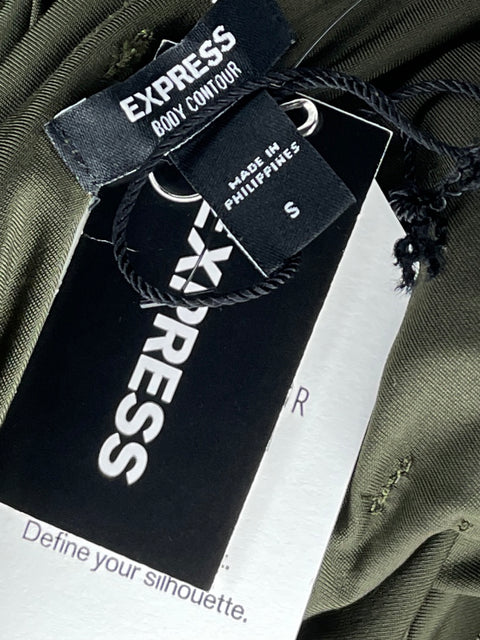 EXPRESS
BODY CONTOUR
MADE IN
PHILIPPINES
S
EXPRESS
Define your silhouette.